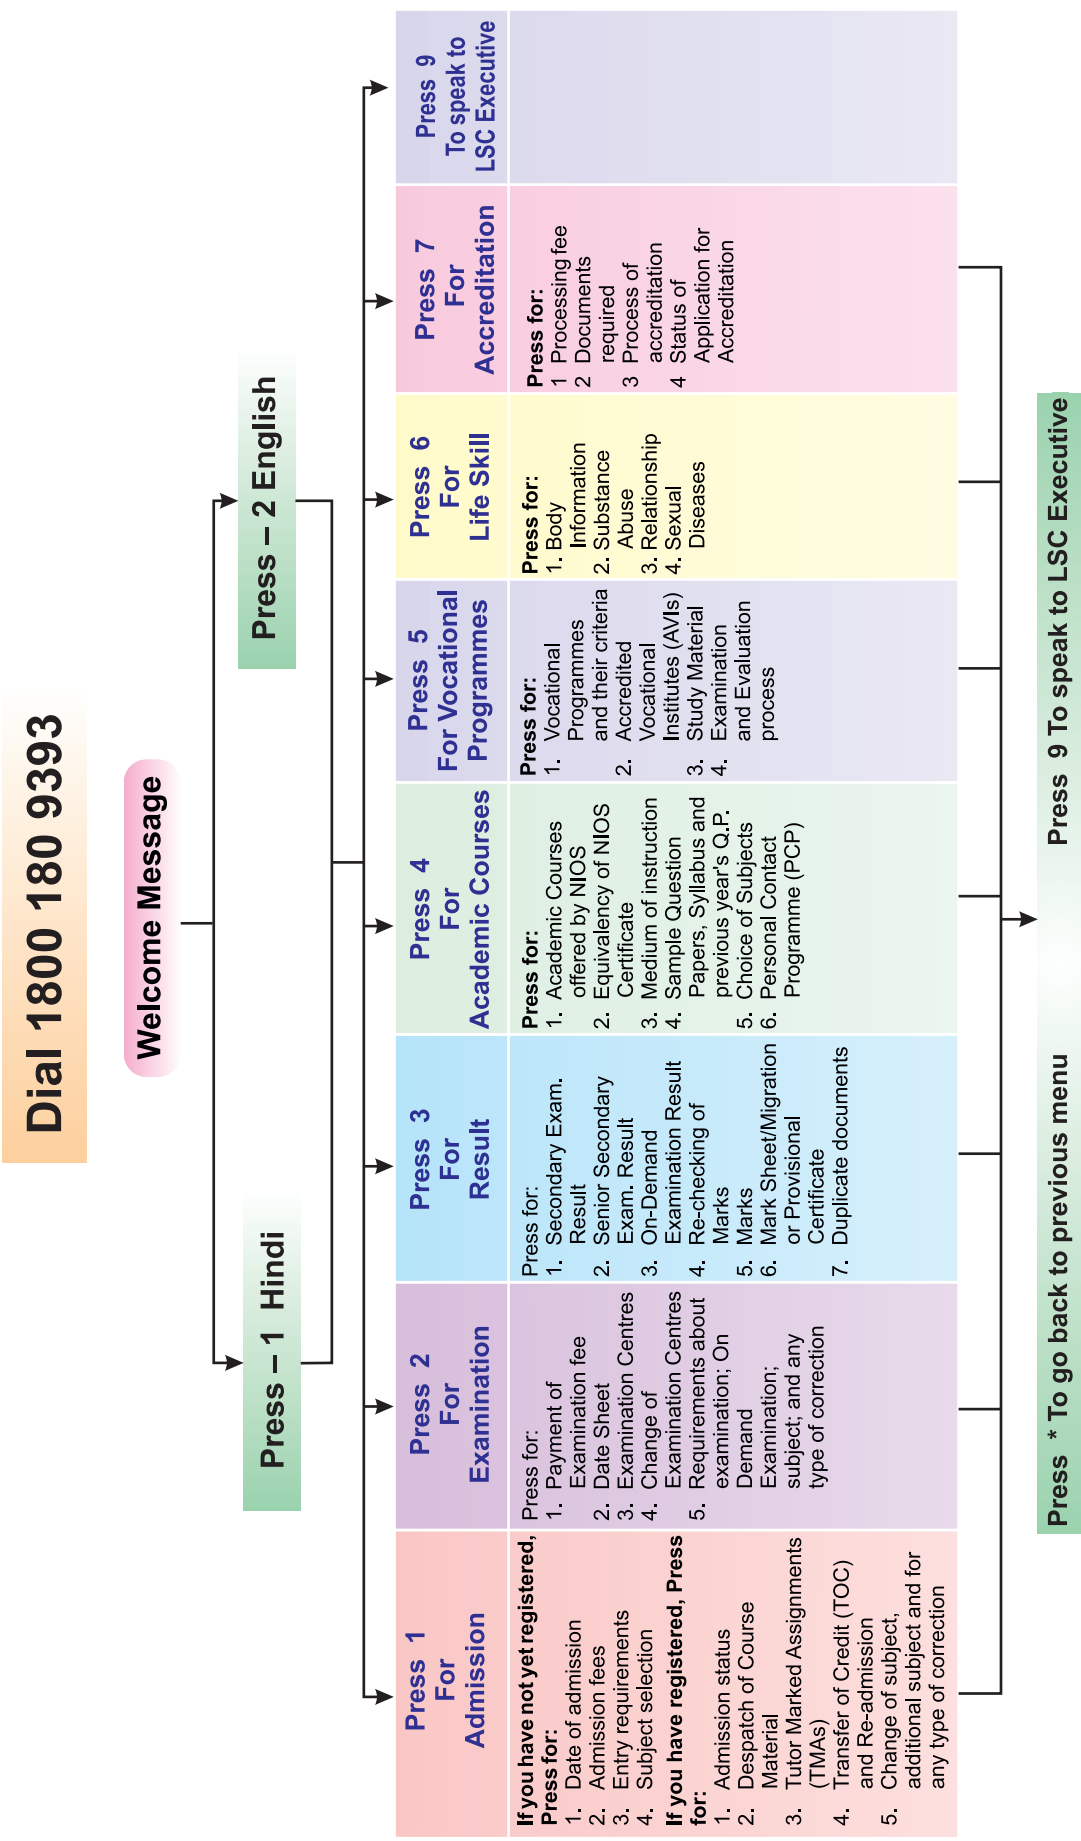 Dial 1800 180 9393
Welcome Message
Press – 1 Hindi
Press – 2 English
Press 1
For
Admission
If you have not yet registered,
Press for:
1. Date of admission
2. Admission fees
3. Entry requirements
4. Subject selection
If you have registered, Press
for:
1. Admission status
2. Despatch of Course
Material
3. Tutor Marked Assignments
(TMAs)
4. Transfer of Credit (TOC)
and Re-admission
5. Change of subject,
additional subject and for
any type of correction
Press 2
For
Examination
Press for:
1. Payment of
Examination fee
2. Date Sheet
3. Examination Centres
4. Change of
Examination Centres
5. Requirements about
examination; On
Demand
Examination;
subject; and any
type of correction
Press 3
For
Result
Press for:
1. Secondary Exam.
Result
2. Senior Secondary
Exam. Result
3. On-Demand
Examination Result
4. Re-checking of
Marks
5. Marks
6. Mark Sheet/Migration
or Provisional
Certificate
7. Duplicate documents
Press 4
For
Academic Courses
Press for:
1. Academic Courses
offered by NIOS
2. Equivalency of NIOS
Certificate
3. Medium of instruction
4. Sample Question
Papers, Syllabus and
previous year's Q.P.
5. Choice of Subjects
6. Personal Contact
Programme (PCP)
Press 5
For Vocational
Programmes
Press for:
1. Vocational
Programmes
and their criteria
2. Accredited
Vocational
Institutes (AVIs)
3. Study Material
4. Examination
and Evaluation
process
Press 6
For
Life Skill
Press for:
1. Body
Information
2. Substance
Abuse
3. Relationship
4. Sexual
Diseases
Press 7
For
Accreditation
Press for:
1 Processing fee
2 Documents
required
3 Process of
accreditation
4 Status of
Application for
Accreditation
Press 9
To speak to
LSC Executive
Press * To go back to previous menu
Press 9 To speak to LSC Executive